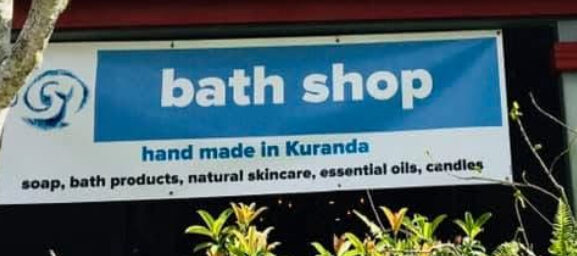 bath shop
hand made in Kuranda
soap, bath products, natural skincare, essential oils, candles